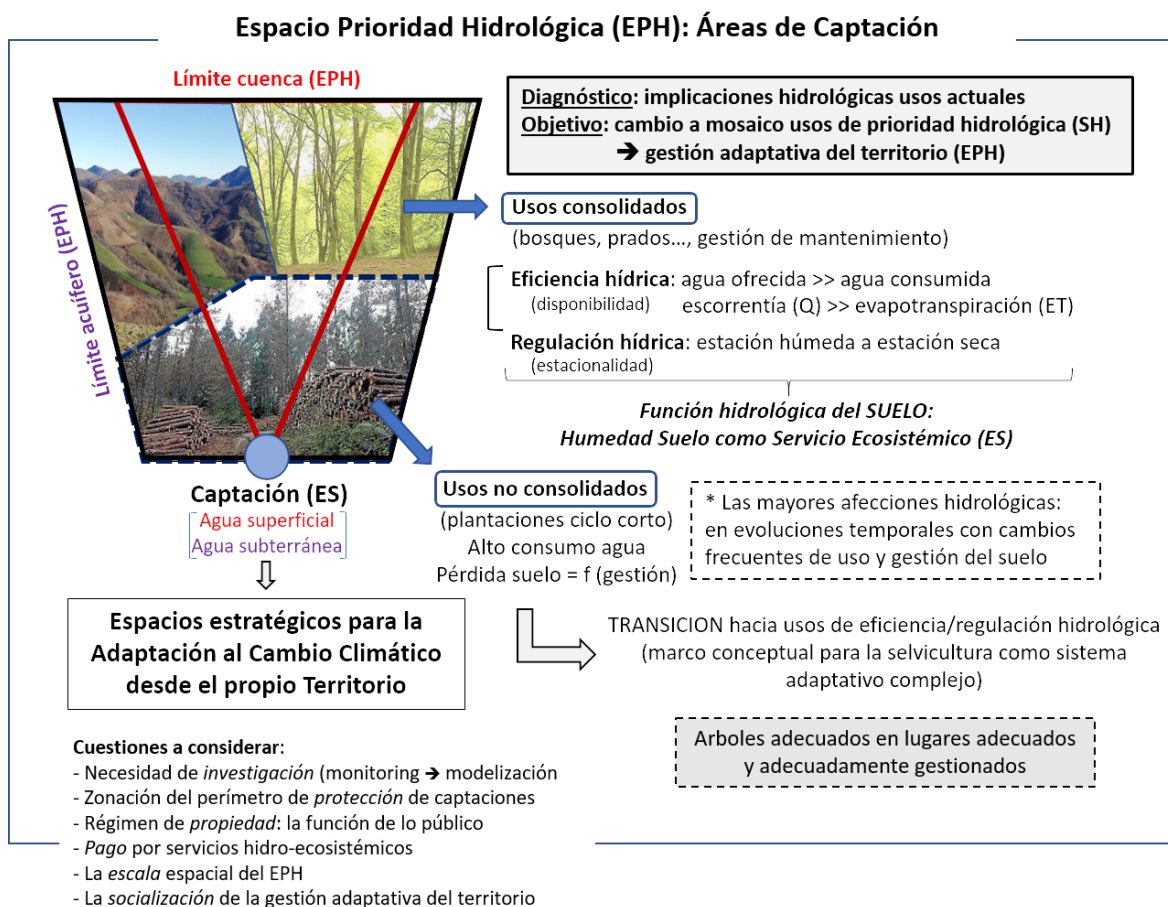 Espacio Prioridad Hidrológica (EPH): Áreas de Captación
Límite cuenca (EPH)
Límite acuífero (EPH)
Diagnóstico: implicaciones hidrológicas usos actuales
Objetivo: cambio a mosaico usos de prioridad hidrológica (SH)
➔ gestión adaptativa del territorio (EPH)
Usos consolidados
(bosques, prados..., gestión de mantenimiento)
Eficiencia hídrica: agua ofrecida >> agua consumida
(disponibilidad) escorrentía (Q) >> evapotranspiración (ET)
Regulación hídrica: estación húmeda a estación seca
(estacionalidad)
Función hidrológica del SUELO:
Humedad Suelo como Servicio Ecosistémico (ES)
Captación (ES)
Agua superficial
Agua subterránea
Usos no consolidados
(plantaciones ciclo corto)
Alto consumo agua
Pérdida suelo = f (gestión)
* Las mayores afecciones hidrológicas:
en evoluciones temporales con cambios
frecuentes de uso y gestión del suelo
Espacios estratégicos para la
Adaptación al Cambio Climático
desde el propio Territorio
TRANSICION hacia usos de eficiencia/regulación hidrológica
(marco conceptual para la selvicultura como sistema
adaptativo complejo)
Arboles adecuados en lugares adecuados
y adecuadamente gestionados
Cuestiones a considerar:
- Necesidad de investigación (monitoring ➔ modelización
- Zonación del perímetro de protección de captaciones
- Régimen de propiedad: la función de lo público
- Pago por servicios hidro-ecosistémicos
- La escala espacial del EPH
- La socialización de la gestión adaptativa del territorio